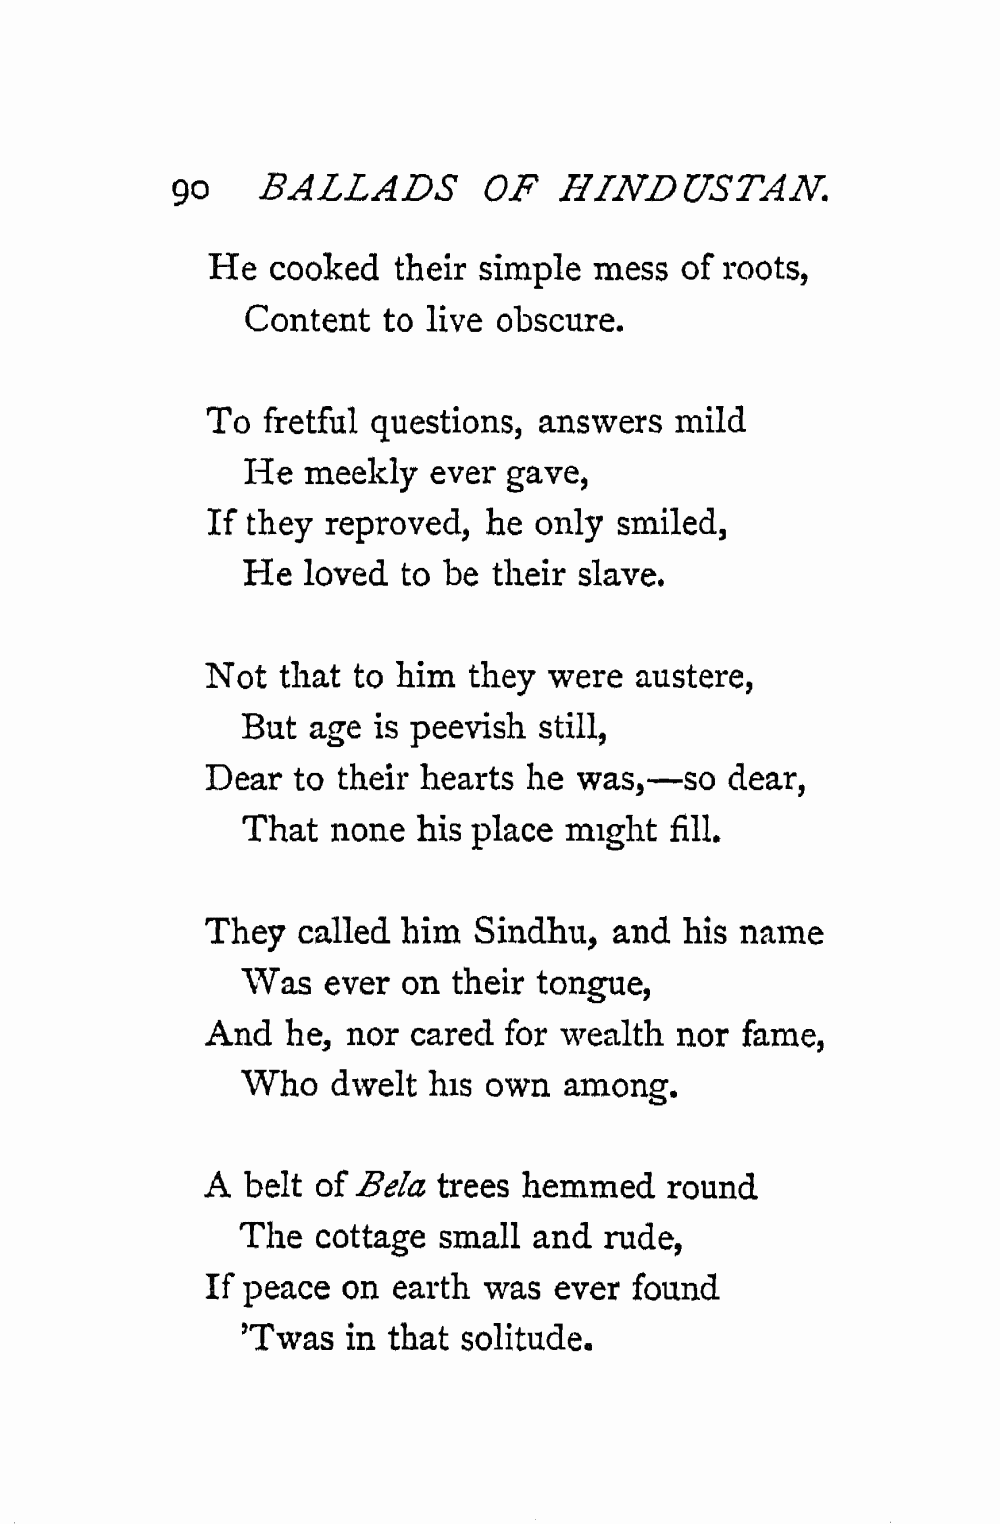 90 BALLADS OF HINDUSTAN.
He cooked their simple mess of roots,
Content to live obscure.
To fretful questions, answers mild
He meekly ever gave,
If they reproved, he only smiled,
He loved to be their slave.
Not that to him they were austere,
But age is peevish still,
Dear to their hearts he was,—so dear,
That none his place might fill.
They called him Sindhu, and his name
Was ever on their tongue,
And he, nor cared for wealth nor fame,
Who dwelt his own among.
A belt of Bela trees hemmed round
The cottage small and rude,
If peace on earth was ever found
'Twas in that solitude.